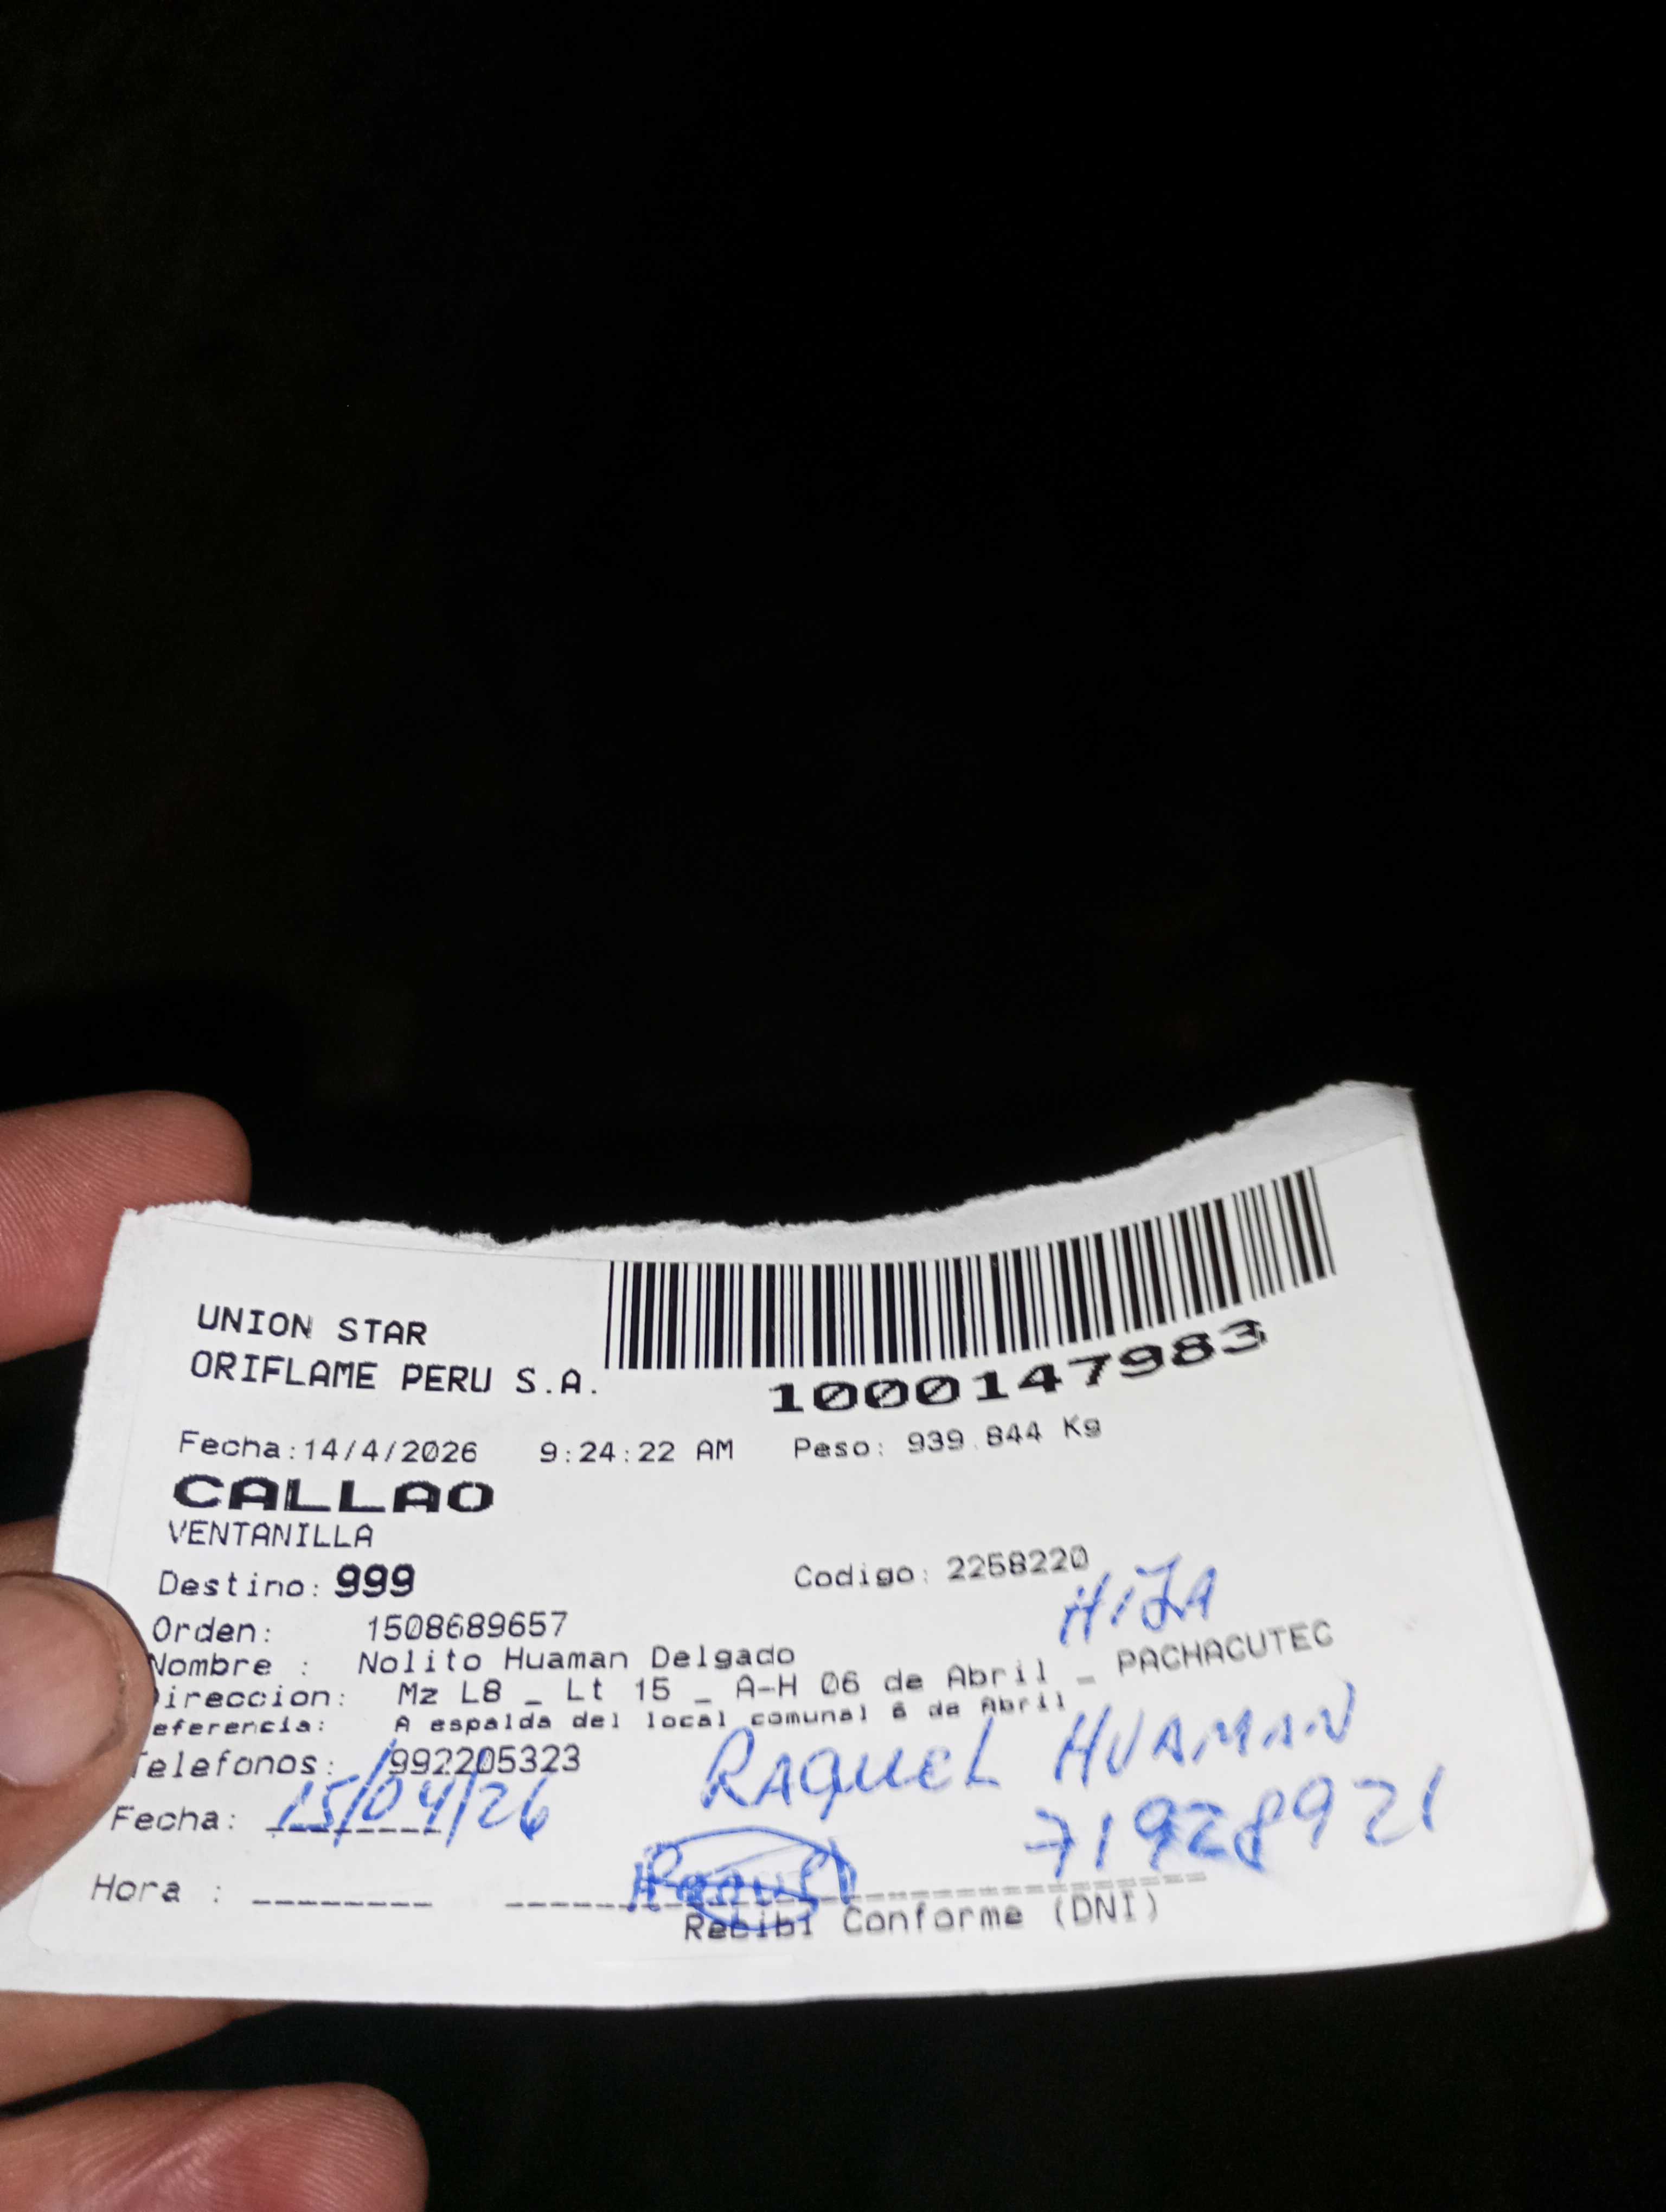 UNION STAR
ORIFLAME PERU S.A.
1000147983
Fecha:14/4/2026 9:24:22 AM Peso: 939.844 Kg
CALLAO
VENTANILLA
Destino: 999 Codigo: 2258220
HIJA
Orden: 1508689657
Nombre : Nolito Huaman Delgado
ireccion: Mz L8 _ Lt 15 _ A-H 06 de Abril _ PACHACUTEC
eferencia: A espalda del local comunal 6 de Abril
Telefonos: 992205323
RAQUEL HUAMAN
Fecha: 15/04/26
71928921
Hora : -------- Raquel
Recibi Conforme (DNI)